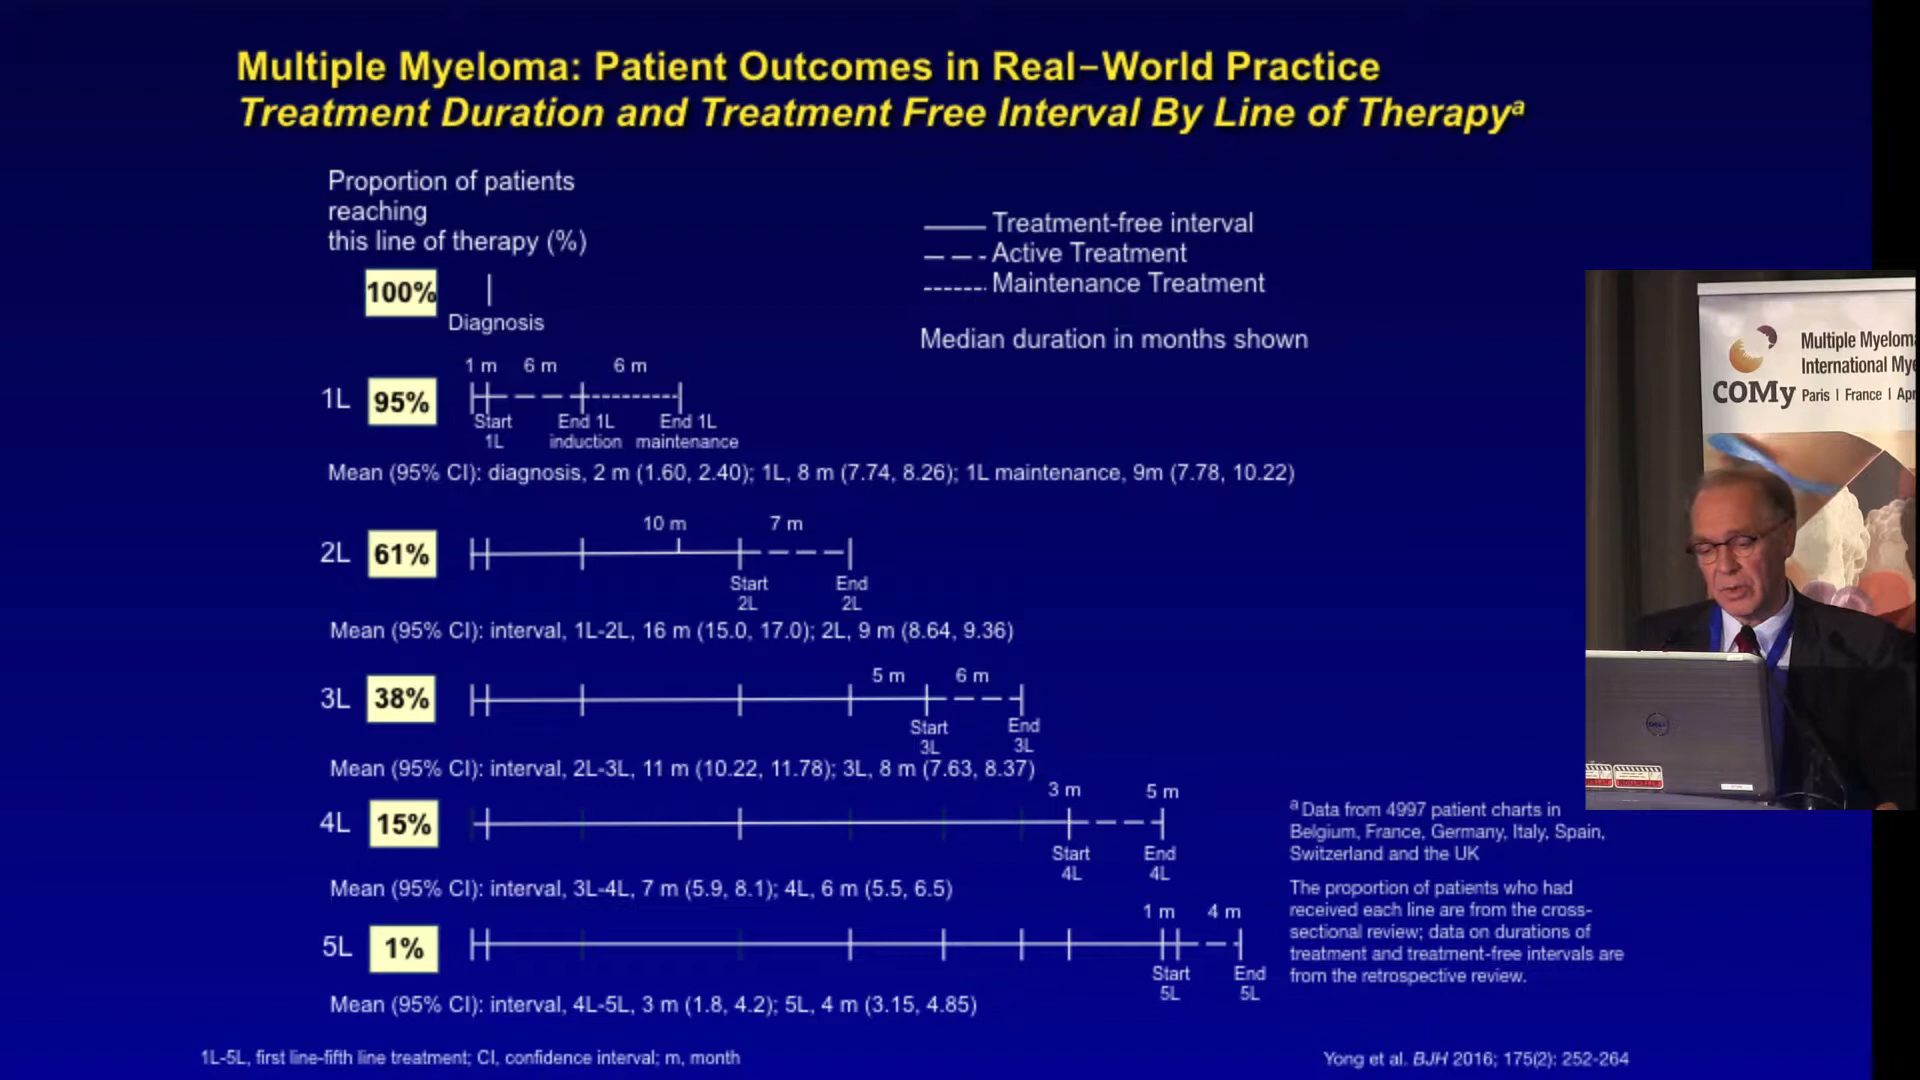 Multiple Myeloma: Patient Outcomes in Real–World Practice
Treatment Duration and Treatment Free Interval By Line of Therapyᵃ
Proportion of patients
reaching
this line of therapy (%)
Treatment-free interval
Active Treatment
Maintenance Treatment
Median duration in months shown
100%
Diagnosis
1 m 6 m 6 m
1L 95%
Start End 1L End 1L
1L induction maintenance
Mean (95% CI): diagnosis, 2 m (1.60, 2.40); 1L, 8 m (7.74, 8.26); 1L maintenance, 9m (7.78, 10.22)
10 m 7 m
2L 61%
Start End
2L 2L
Mean (95% CI): interval, 1L-2L, 16 m (15.0, 17.0); 2L, 9 m (8.64, 9.36)
5 m 6 m
3L 38%
Start End
3L 3L
Mean (95% CI): interval, 2L-3L, 11 m (10.22, 11.78); 3L, 8 m (7.63, 8.37)
3 m 5 m
4L 15%
Start End
4L 4L
Mean (95% CI): interval, 3L-4L, 7 m (5.9, 8.1); 4L, 6 m (5.5, 6.5)
1 m 4 m
5L 1%
Start End
5L 5L
Mean (95% CI): interval, 4L-5L, 3 m (1.8, 4.2); 5L, 4 m (3.15, 4.85)
ᵃ Data from 4997 patient charts in
Belgium, France, Germany, Italy, Spain,
Switzerland and the UK
The proportion of patients who had
received each line are from the cross-
sectional review; data on durations of
treatment and treatment-free intervals are
from the retrospective review.
1L-5L, first line-fifth line treatment; CI, confidence interval; m, month
Yong et al. BJH 2016; 175(2): 252-264
Multiple Myelom
International Mye
COMy Paris | France | Apr
DELL